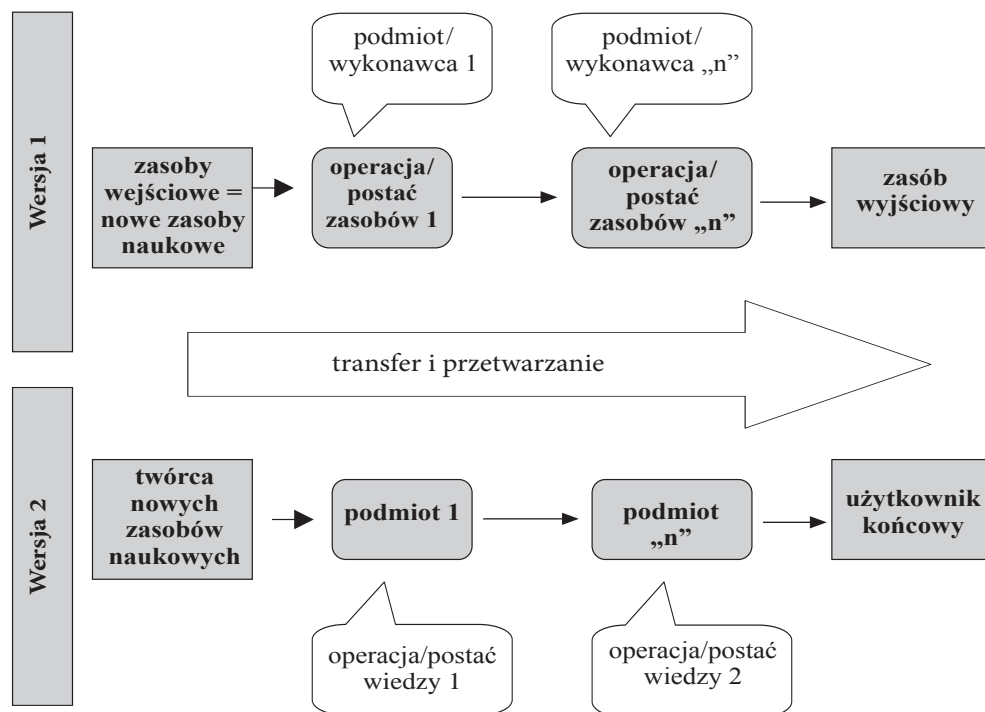 Wersja 1
podmiot/
wykonawca 1
podmiot/
wykonawca „n”
zasoby
wejściowe =
nowe zasoby
naukowe
operacja/
postać
zasobów 1
operacja/
postać
zasobów „n”
zasób
wyjściowy
transfer i przetwarzanie
Wersja 2
twórca
nowych
zasobów
naukowych
podmiot 1
podmiot
„n”
użytkownik
końcowy
operacja/postać
wiedzy 1
operacja/postać
wiedzy 2